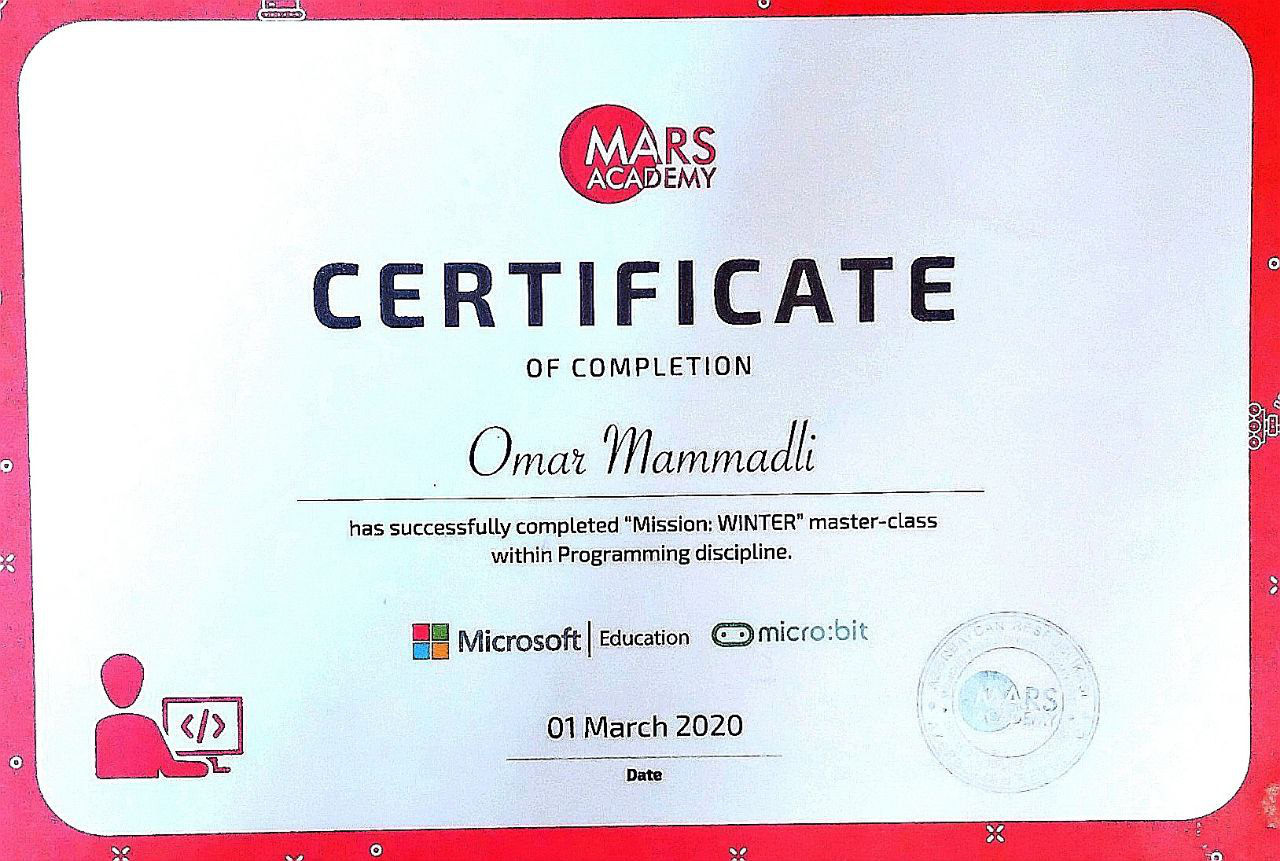 MARS
ACADEMY
CERTIFICATE
OF COMPLETION
Omar Mammadli
has successfully completed "Mission: WINTER" master-class
within Programming discipline.
Microsoft | Education micro:bit
</>
01 March 2020
Date
MARS
ACADEMY